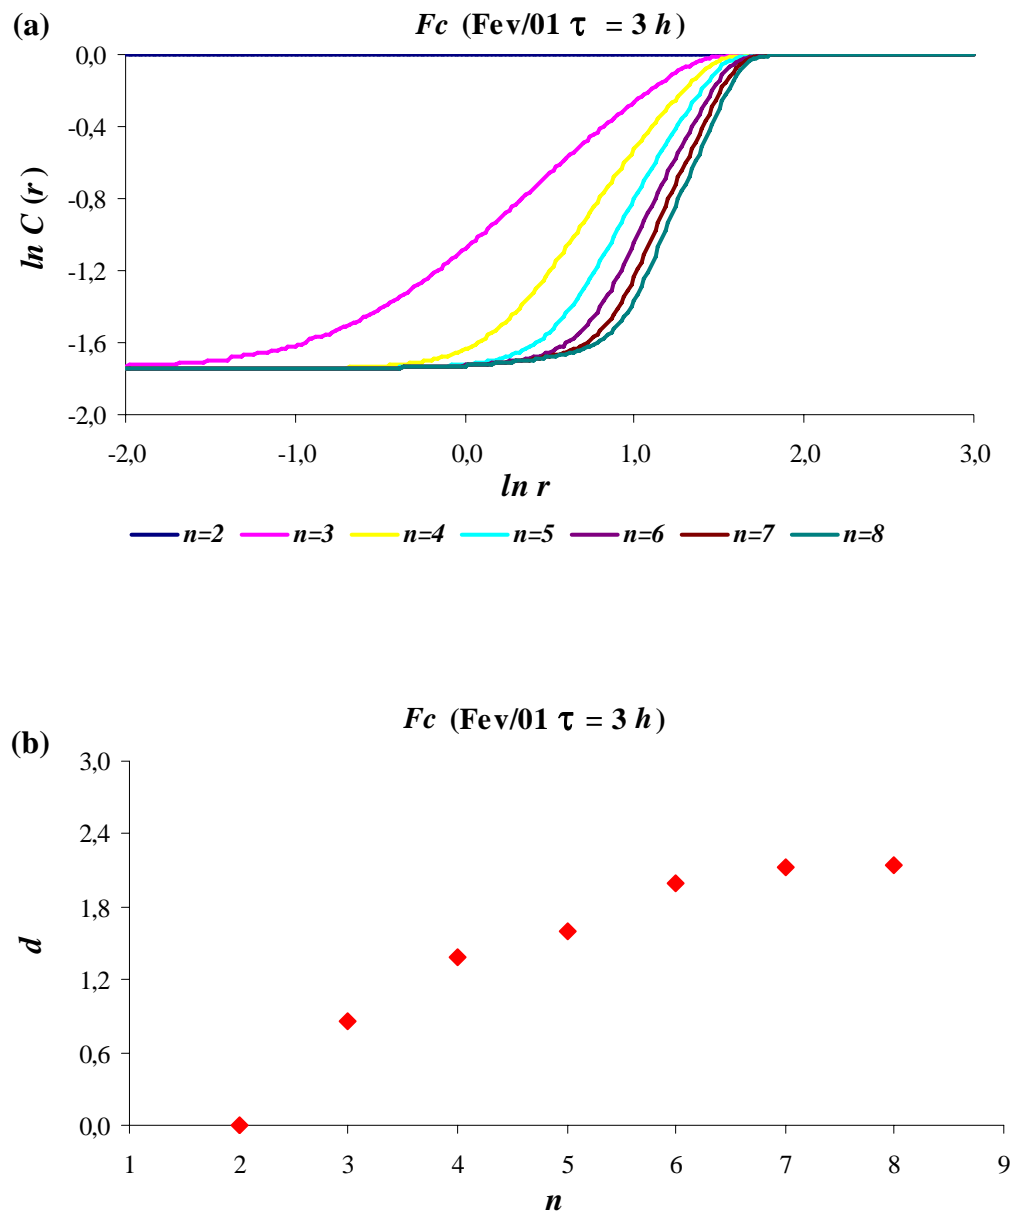 (a)
Fc (Fev/01 τ = 3 h)
0,0
-0,4
-0,8
-1,2
-1,6
-2,0
ln C (r)
-2,0 -1,0 0,0 1,0 2,0 3,0
ln r
n=2 n=3 n=4 n=5 n=6 n=7 n=8
(b)
Fc (Fev/01 τ = 3 h)
3,0
2,4
1,8
1,2
0,6
0,0
d
1 2 3 4 5 6 7 8 9
n